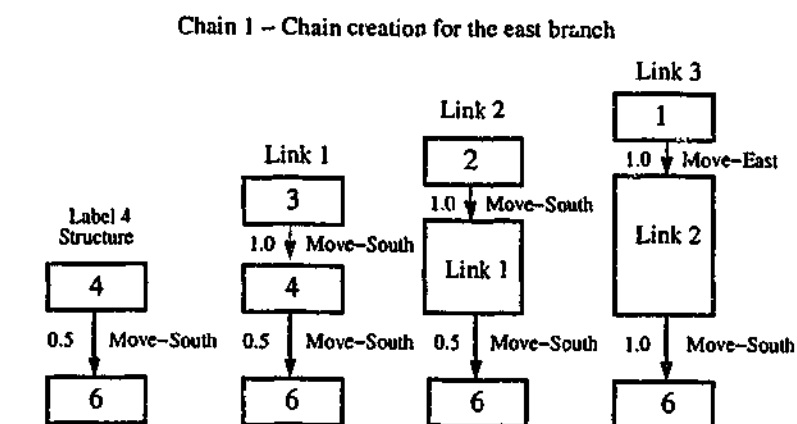 Chain 1 – Chain creation for the east branch
Label 4
Structure
4
0.5 Move–South
6
Link 1
3
1.0 Move–South
4
0.5 Move–South
6
Link 2
2
1.0 Move–South
Link 1
0.5 Move–South
6
Link 3
1
1.0 Move–East
Link 2
1.0 Move–South
6